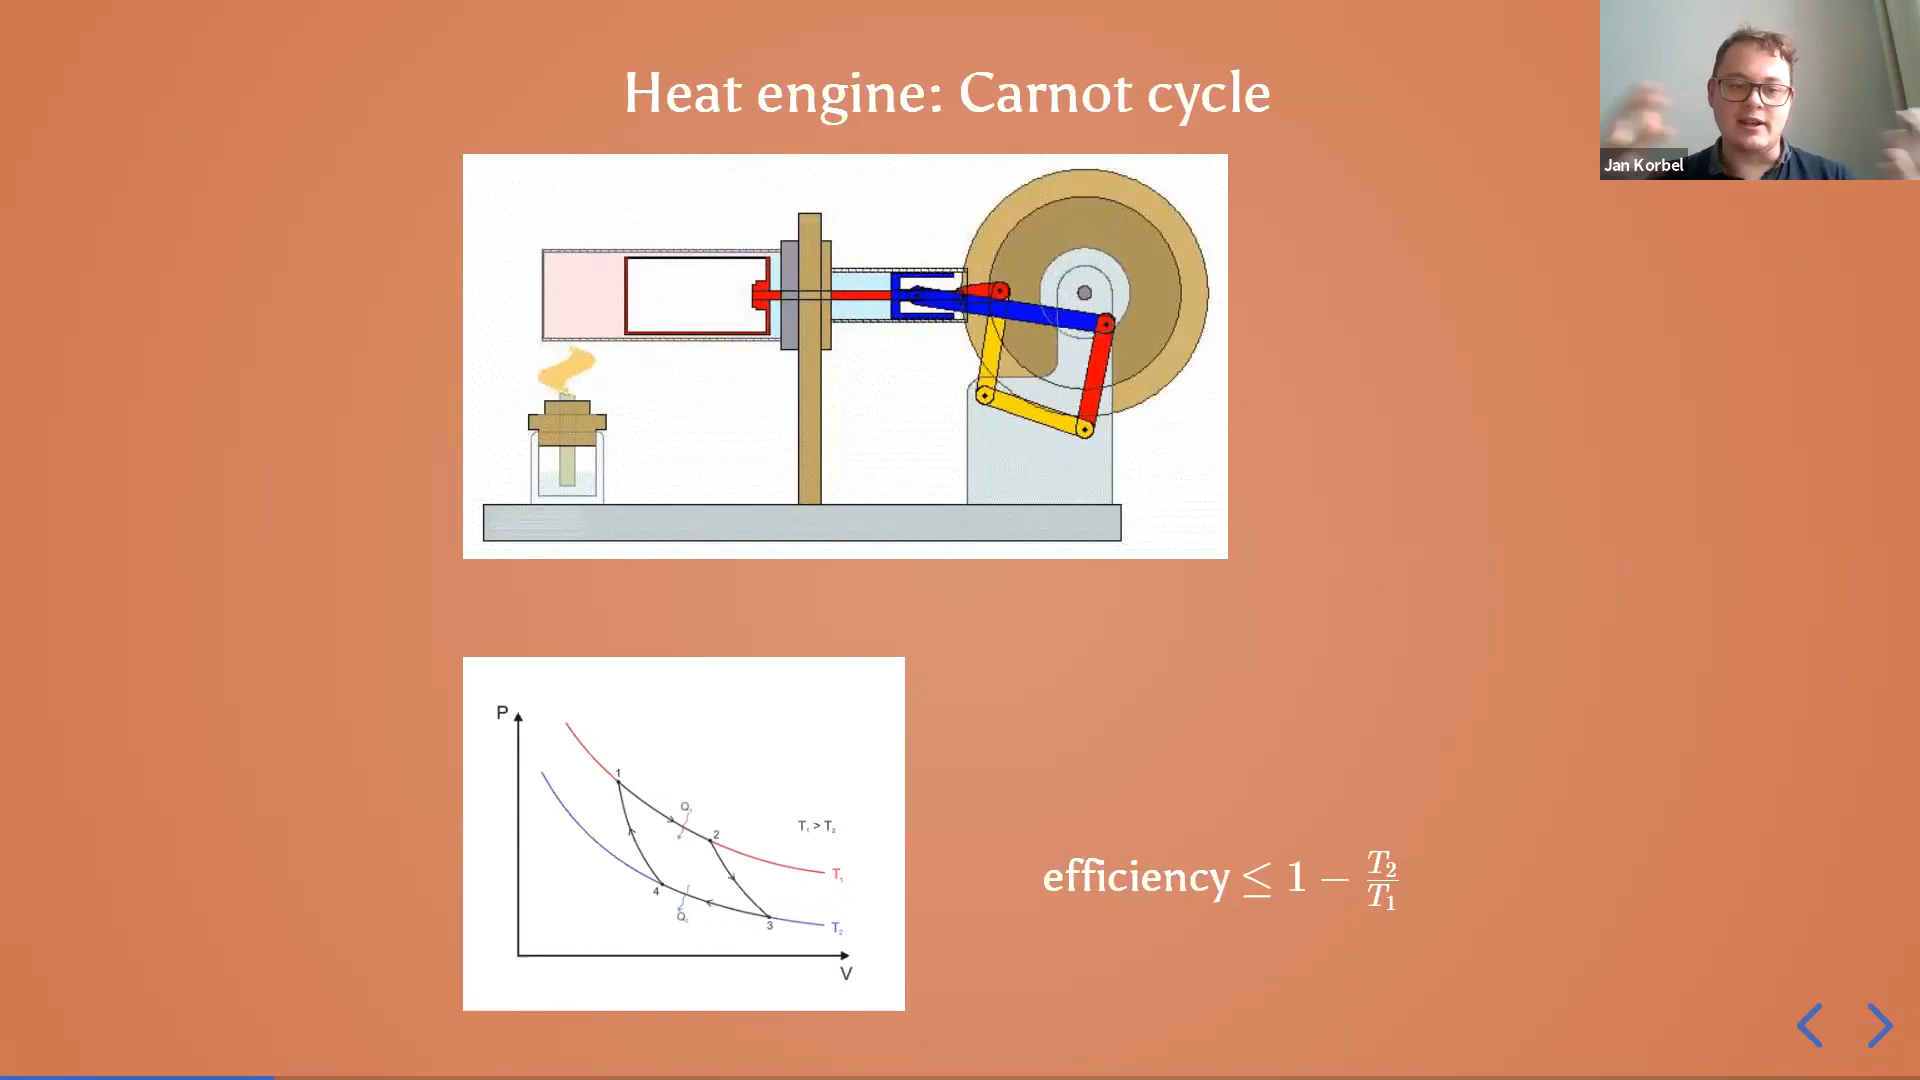 Heat engine: Carnot cycle
Jan Korbel
P
1
Q₁
2
T₁ > T₂
T₁
4
Q₂
3
T₂
V
efficiency ≤ 1 − T₂/T₁